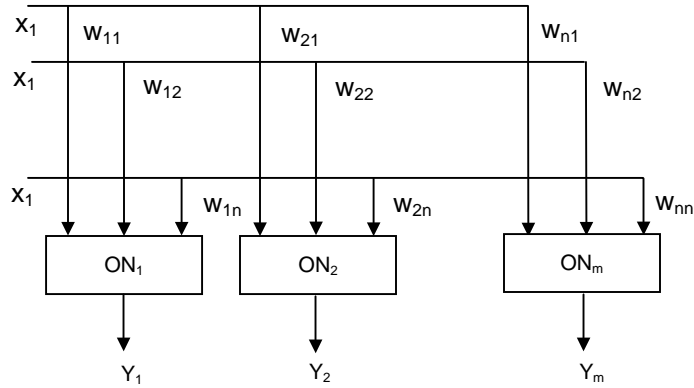 x₁ w₁₁ w₂₁ wₙ₁
x₁ w₁₂ w₂₂ wₙ₂
x₁ w₁ₙ w₂ₙ wₙₙ
ON₁ ON₂ ONₘ
Y₁ Y₂ Yₘ